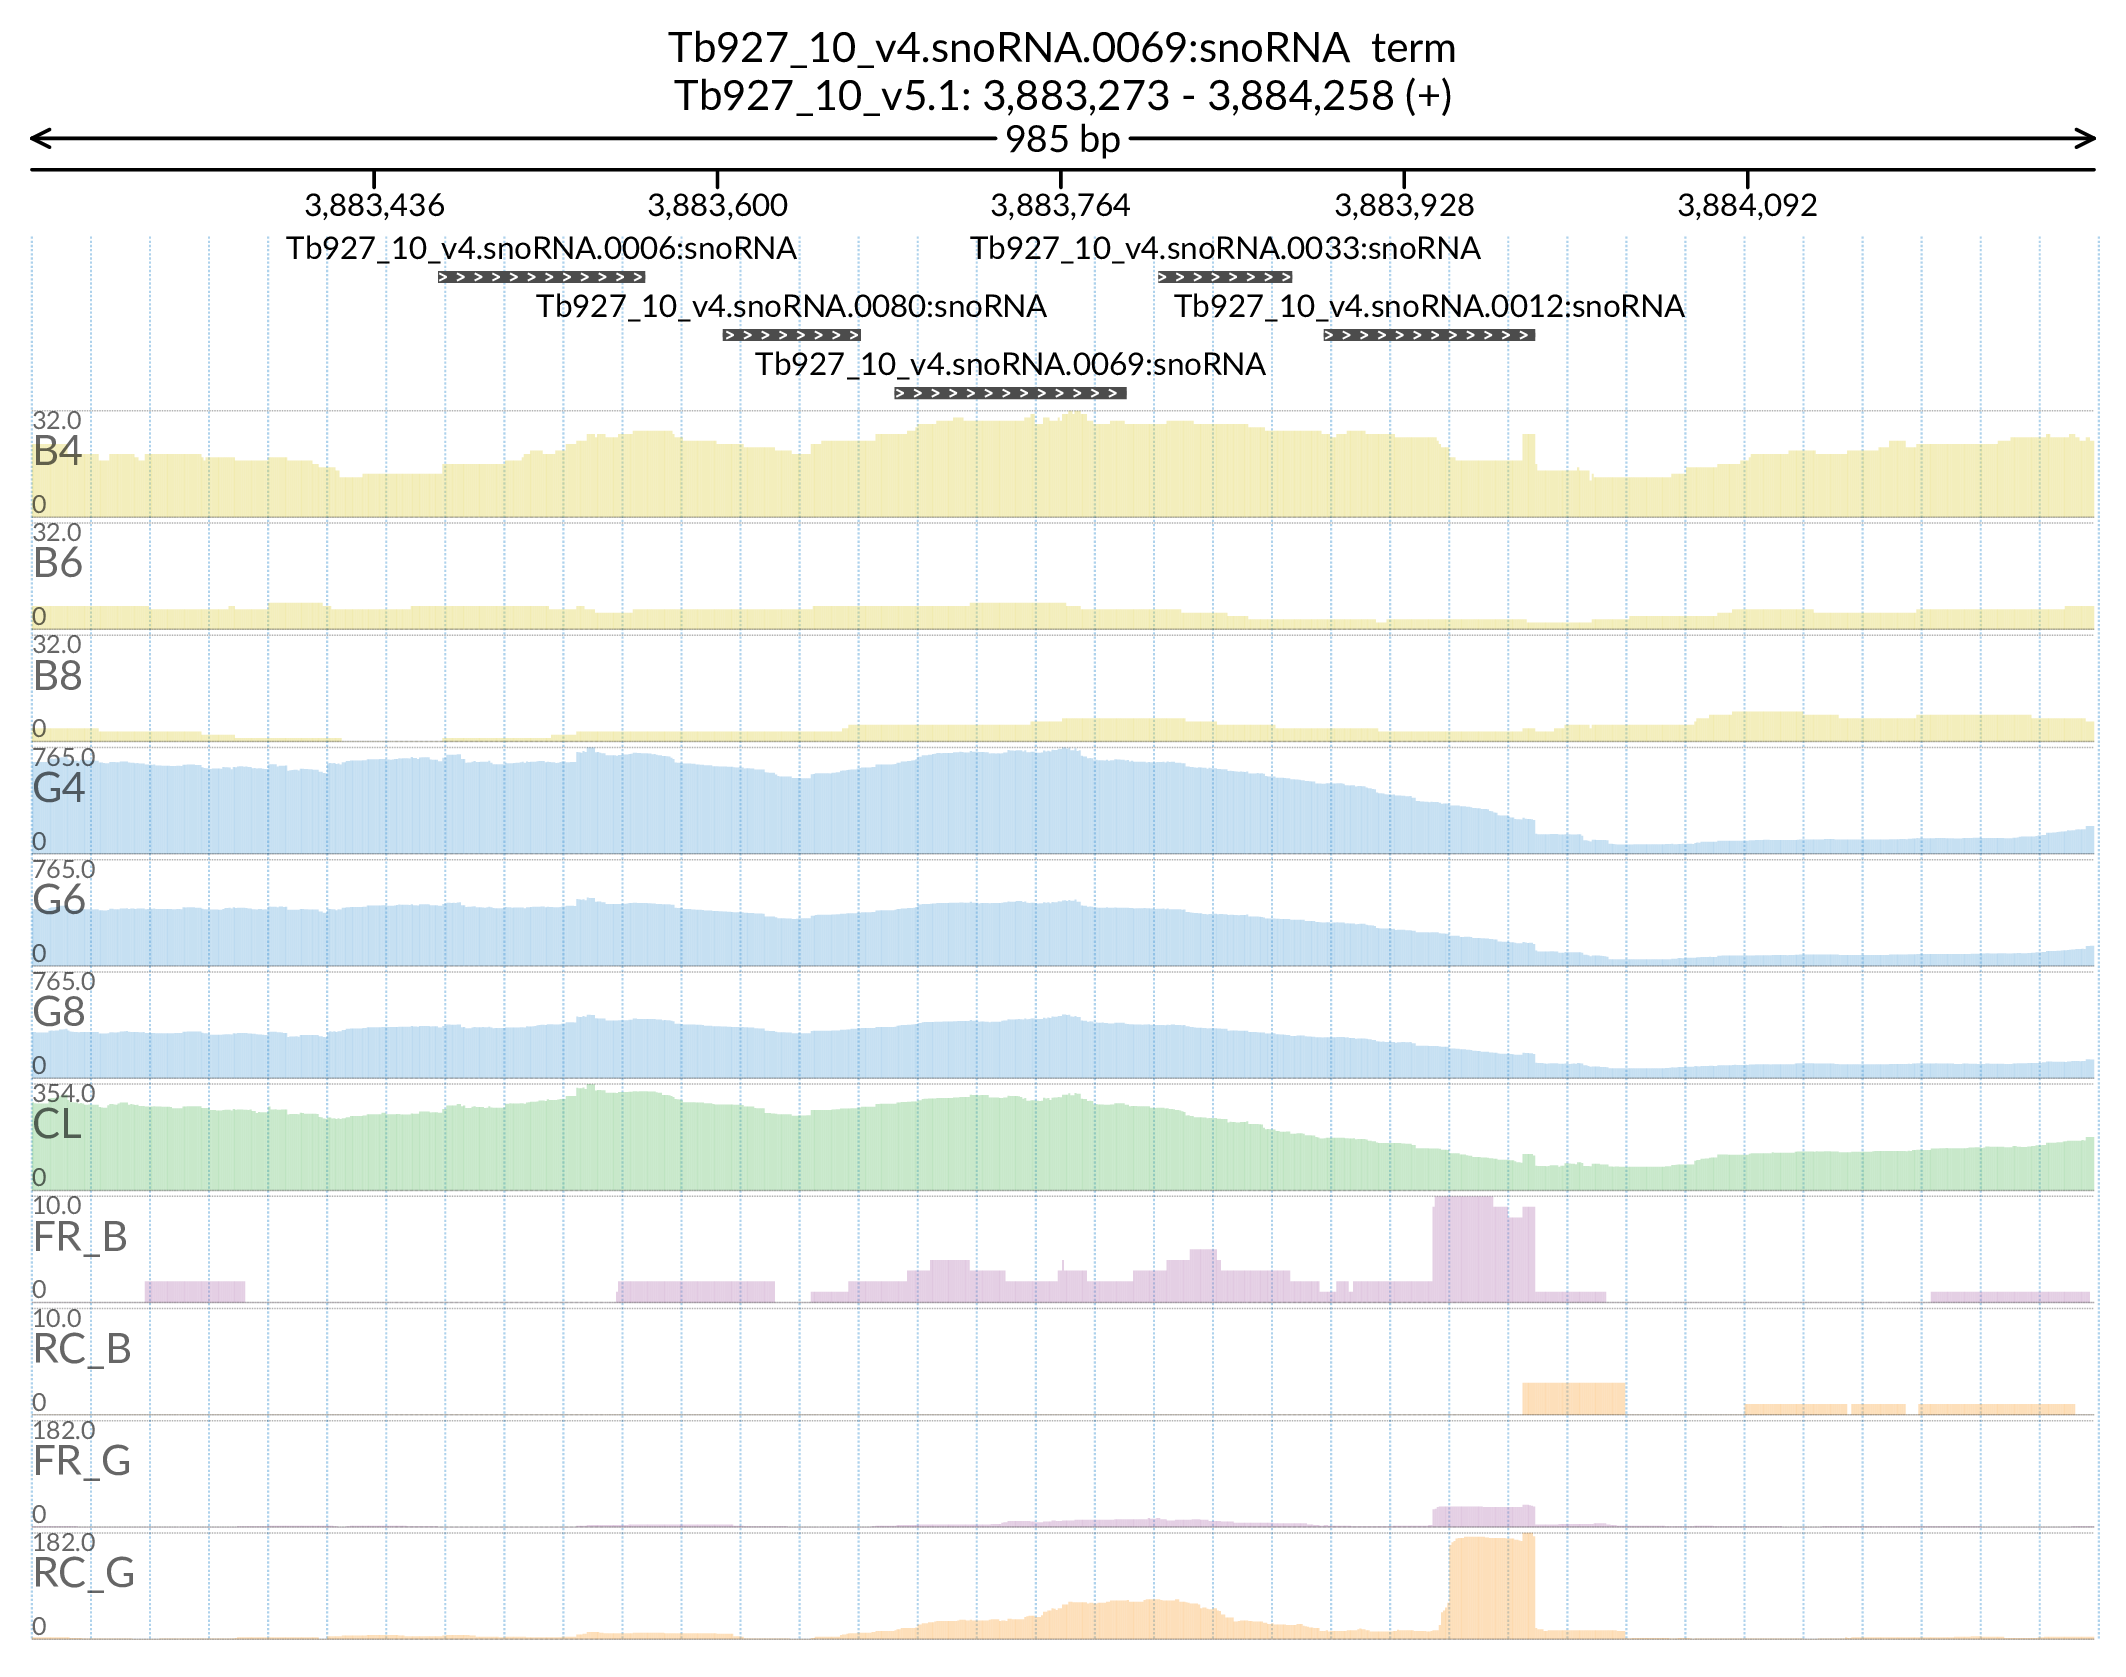 Tb927_10_v4.snoRNA.0069:snoRNA  term
Tb927_10_v5.1: 3,883,273 - 3,884,258 (+)
985 bp
3,883,436 3,883,600 3,883,764 3,883,928 3,884,092
Tb927_10_v4.snoRNA.0006:snoRNA Tb927_10_v4.snoRNA.0033:snoRNA
Tb927_10_v4.snoRNA.0080:snoRNA Tb927_10_v4.snoRNA.0012:snoRNA
Tb927_10_v4.snoRNA.0069:snoRNA
32.0
B4
0
32.0
B6
0
32.0
B8
0
765.0
G4
0
765.0
G6
0
765.0
G8
0
354.0
CL
0
10.0
FR_B
0
10.0
RC_B
0
182.0
FR_G
0
182.0
RC_G
0